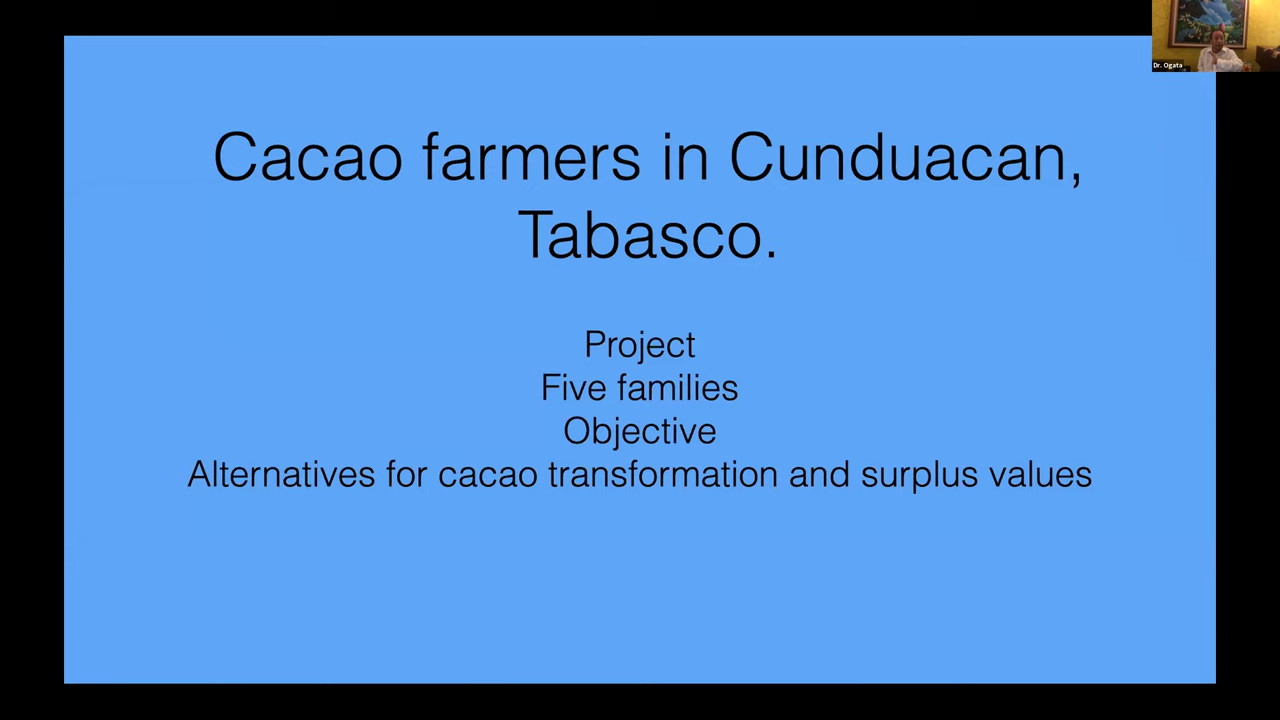 Dr. Ogata
Cacao farmers in Cunduacan,
Tabasco.
Project
Five families
Objective
Alternatives for cacao transformation and surplus values